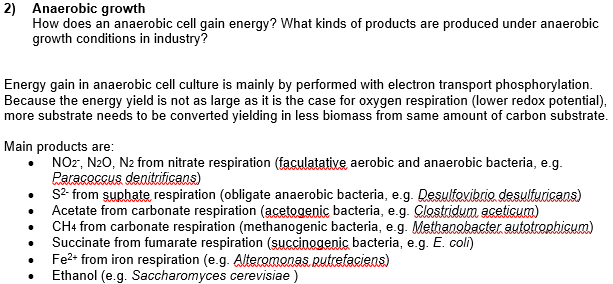 2) Anaerobic growth
How does an anaerobic cell gain energy? What kinds of products are produced under anaerobic
growth conditions in industry?
Energy gain in anaerobic cell culture is mainly by performed with electron transport phosphorylation.
Because the energy yield is not as large as it is the case for oxygen respiration (lower redox potential),
more substrate needs to be converted yielding in less biomass from same amount of carbon substrate.
Main products are:
• NO2-, N2O, N2 from nitrate respiration (faculatative aerobic and anaerobic bacteria, e.g.
Paracoccus denitrificans)
• S2- from suphate respiration (obligate anaerobic bacteria, e.g. Desulfovibrio desulfuricans)
• Acetate from carbonate respiration (acetogenic bacteria, e.g. Clostridum aceticum)
• CH4 from carbonate respiration (methanogenic bacteria, e.g. Methanobacter autotrophicum)
• Succinate from fumarate respiration (succinogenic bacteria, e.g. E. coli)
• Fe2+ from iron respiration (e.g. Alteromonas putrefaciens)
• Ethanol (e.g. Saccharomyces cerevisiae )